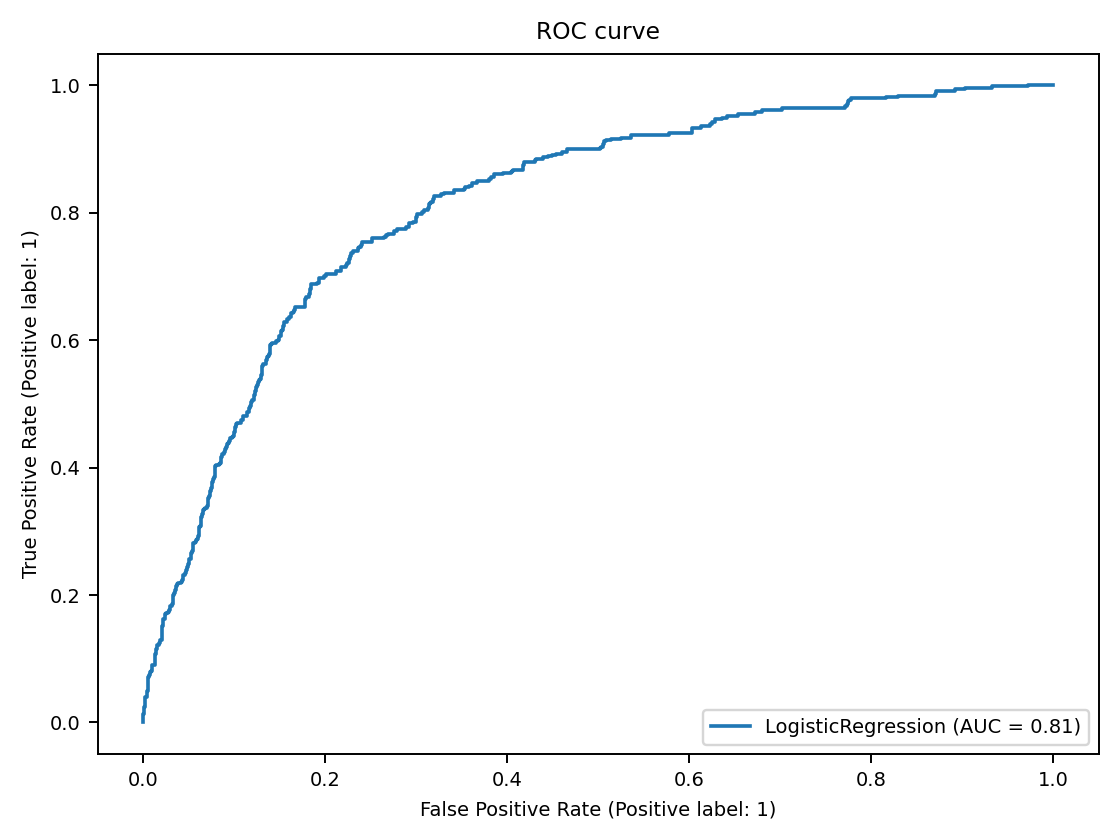 ROC curve
1.0
0.8
0.6
0.4
0.2
0.0
True Positive Rate (Positive label: 1)
LogisticRegression (AUC = 0.81)
0.0 0.2 0.4 0.6 0.8 1.0
False Positive Rate (Positive label: 1)